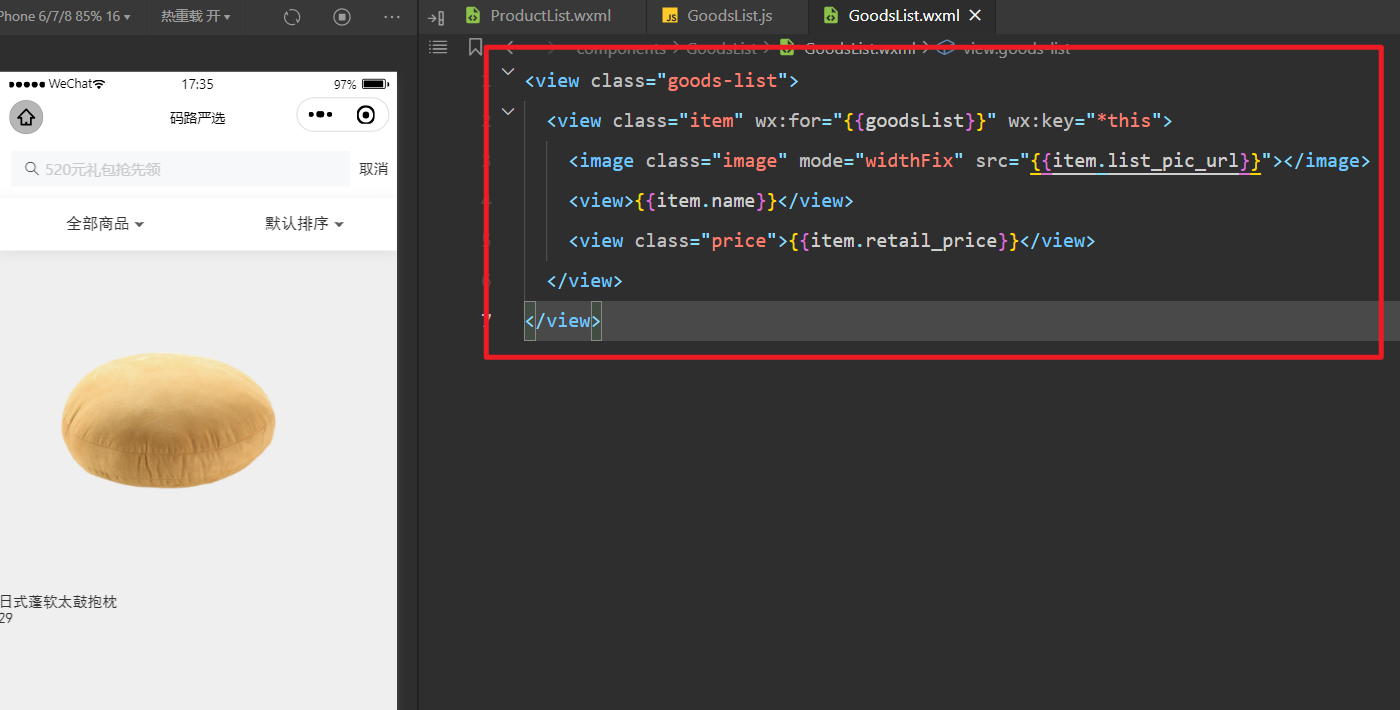 Phone 6/7/8 85% 16 热重载 开
ProductList.wxml GoodsList.js GoodsList.wxml
components GoodsList GoodsList.wxml view.goods-list
WeChat 17:35 97%
码路严选
520元礼包抢先领 取消
全部商品 默认排序
日式蓬软太鼓抱枕
29
1 <view class="goods-list">
2 <view class="item" wx:for="{{goodsList}}" wx:key="*this">
3 <image class="image" mode="widthFix" src="{{item.list_pic_url}}"></image>
4 <view>{{item.name}}</view>
5 <view class="price">{{item.retail_price}}</view>
6 </view>
7 </view>